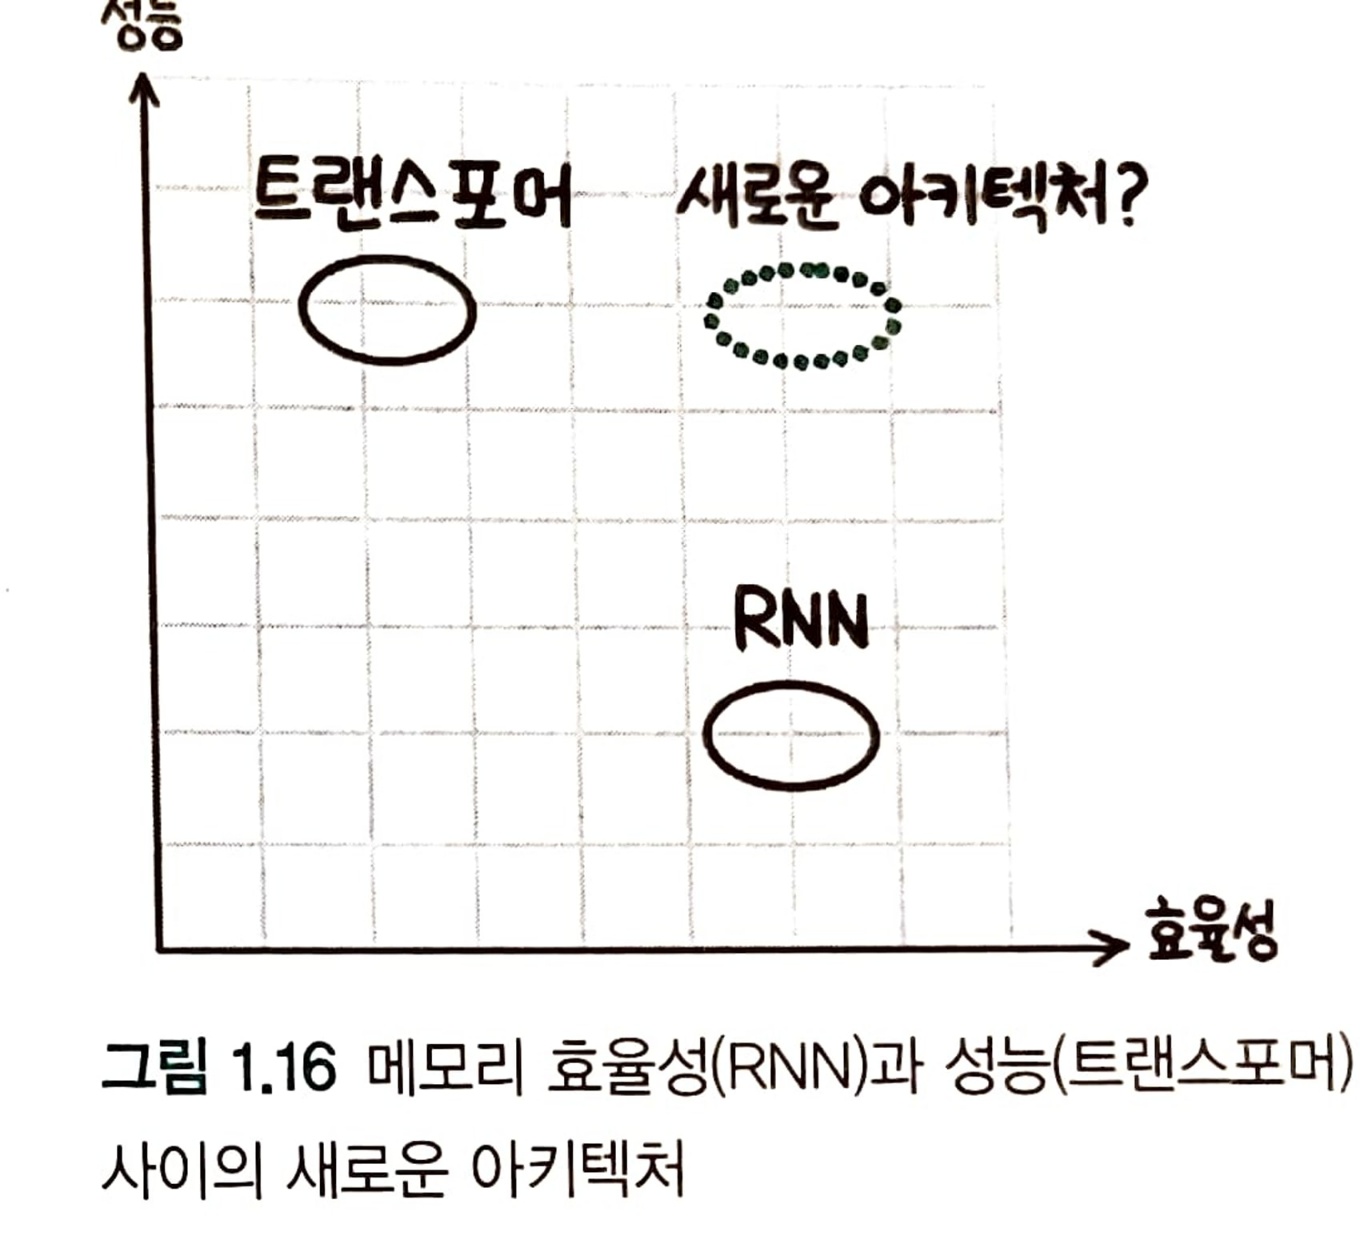 성능
트랜스포머
새로운 아키텍처?
RNN
효율성
그림 1.16 메모리 효율성(RNN)과 성능(트랜스포머)
사이의 새로운 아키텍처